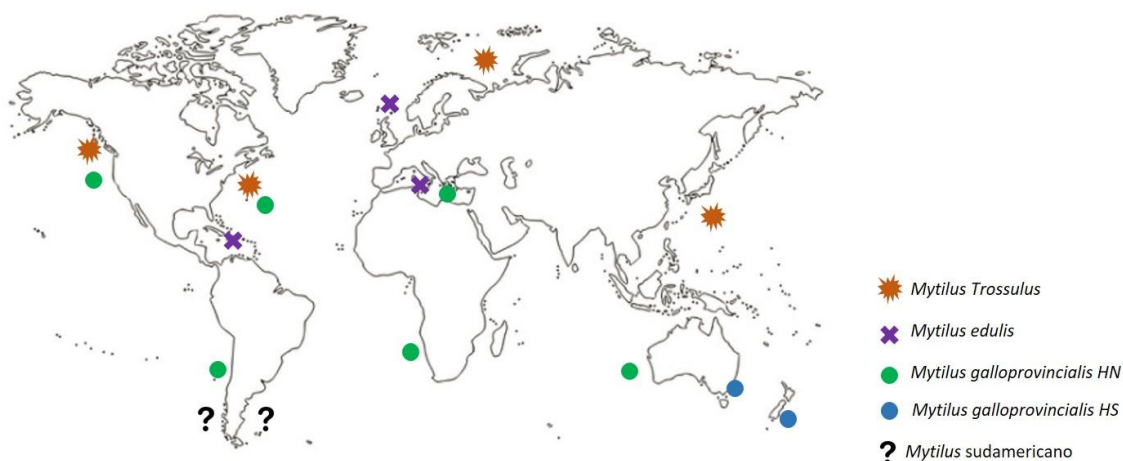 Mytilus Trossulus
Mytilus edulis
Mytilus galloprovincialis HN
Mytilus galloprovincialis HS
? ?
? Mytilus sudamericano